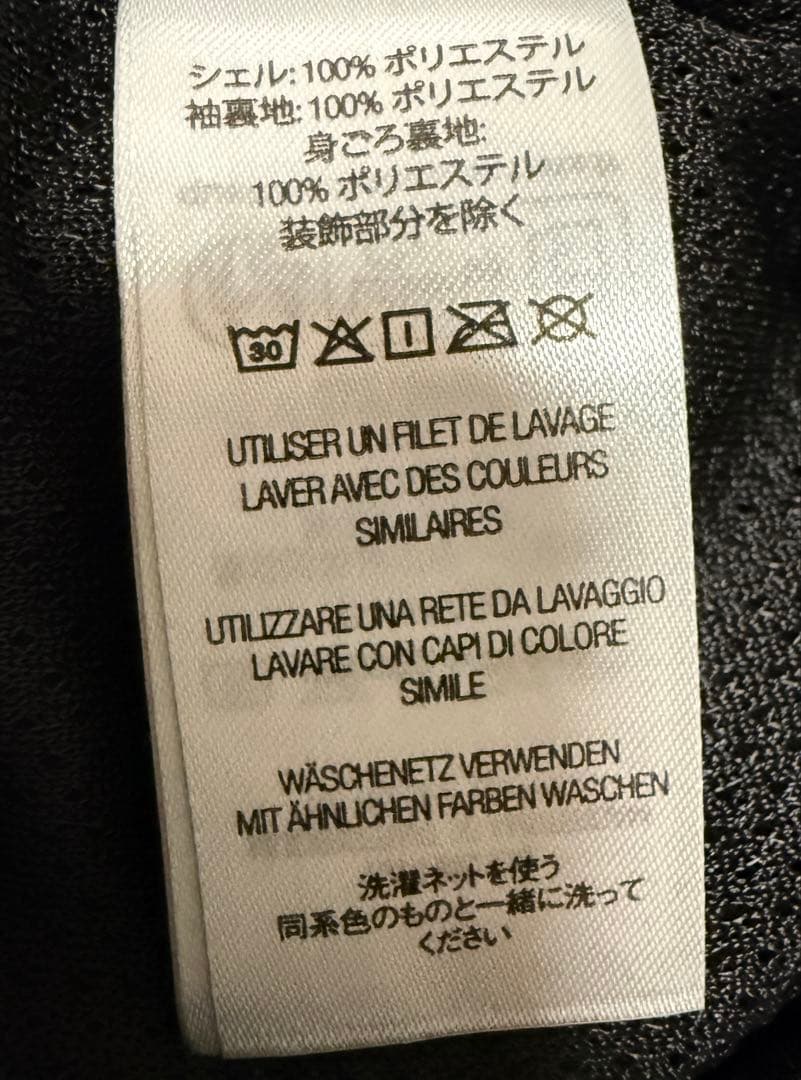 シェル: 100% ポリエステル
袖裏地: 100% ポリエステル
身ごろ裏地:
100% ポリエステル
装飾部分を除く
30
UTILISER UN FILET DE LAVAGE
LAVER AVEC DES COULEURS
SIMILAIRES
UTILIZZARE UNA RETE DA LAVAGGIO
LAVARE CON CAPI DI COLORE
SIMILE
WÄSCHENETZ VERWENDEN
MIT ÄHNLICHEN FARBEN WASCHEN
洗濯ネットを使う
同系色のものと一緒に洗って
ください